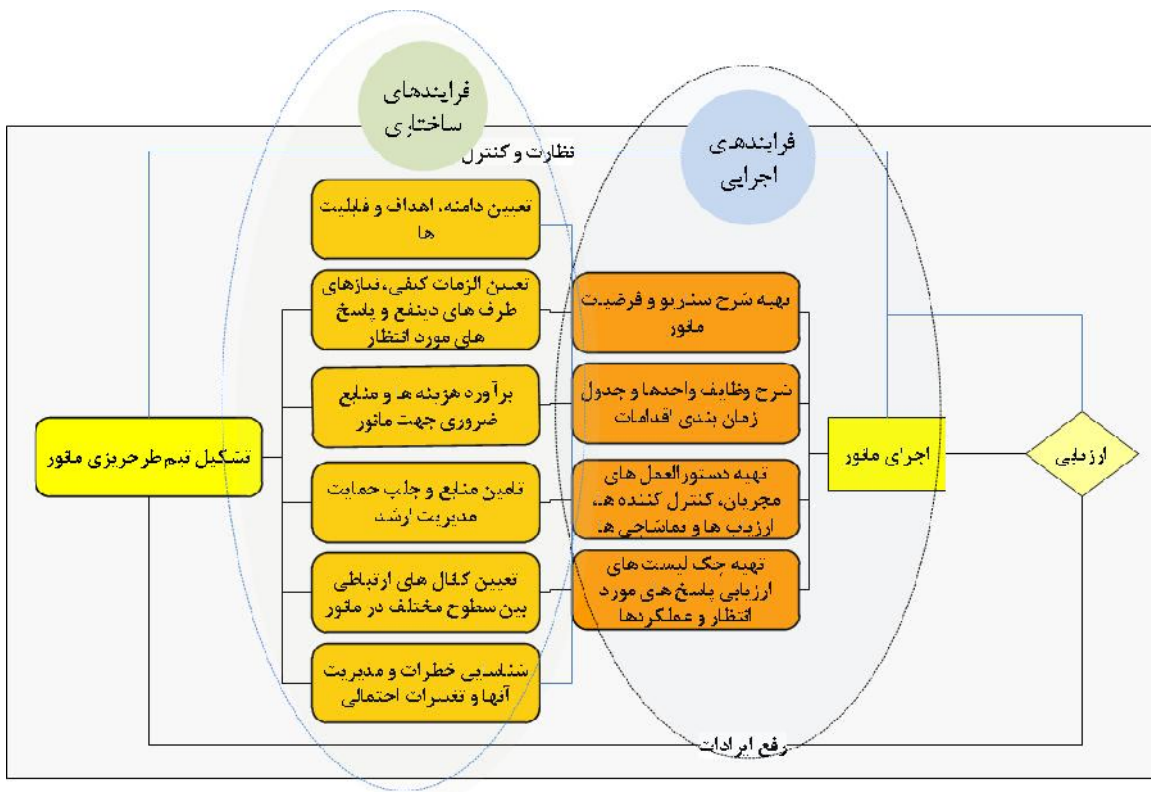 فرایندهای
ساختاری
فرایندهای
اجرایی
نظارت و کنترل
تعیین دامنه، اهداف و قابلیت
ها
تعیین الزمات کیفی، نیازهای
طرف های ذینفع و پاسخ
های مورد انتظار
برآورد هزینه ها و منابع
ضروری جهت مانور
تامین منابع و جلب حمایت
مدیریت ارشد
تعیین کانال های ارتباطی
بین سطوح مختلف در مانور
شناسایی خطرات و مدیریت
آنها و تغییرات احتمالی
تهیه شرح سناریو و فرضیات
مانور
شرح وظایف واحدها و جدول
زمان بندی اقدامات
تهیه دستورالعمل های
مجریان، کنترل کننده ها،
ارزیاب ها و تماشاچی ها
تهیه چک لیست های
ارزیابی پاسخ های مورد
انتظار و عملکردها
تشکیل تیم طرحریزی مانور
اجرای مانور
ارزیابی
رفع ایرادات